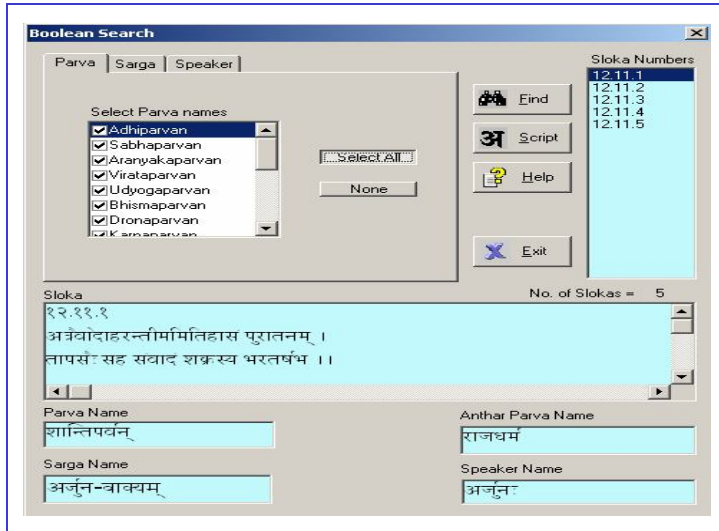 Boolean Search
Parva Sarga Speaker
Select Parva names
Adhiparvan
Sabhaparvan
Aranyakaparvan
Virataparvan
Udyogaparvan
Bhismaparvan
Dronaparvan
Karnaparvan
Select All
None
Find
अ Script
Help
Exit
Sloka Numbers
12.11.1
12.11.2
12.11.3
12.11.4
12.11.5
Sloka
No. of Slokas = 5
१२.११.१
अत्रैवोदाहरन्तीममितिहासं पुरातनम् ।
तापसैः सह संवादं शक्रस्य भरतर्षभ ।।
Parva Name
शान्तिपर्वन्
Anthar Parva Name
राजधर्म
Sarga Name
अर्जुन-वाक्यम्
Speaker Name
अर्जुनः